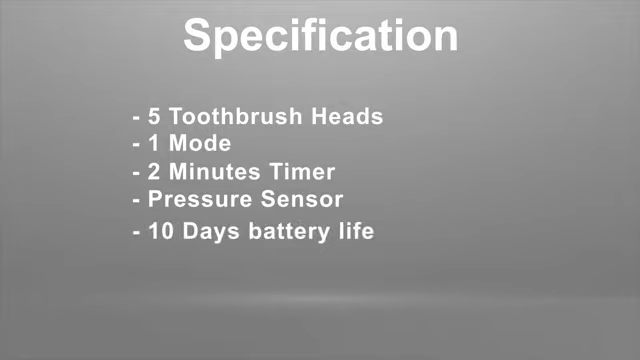 Specification
- 5 Toothbrush Heads
- 1 Mode
- 2 Minutes Timer
- Pressure Sensor
- 10 Days battery life